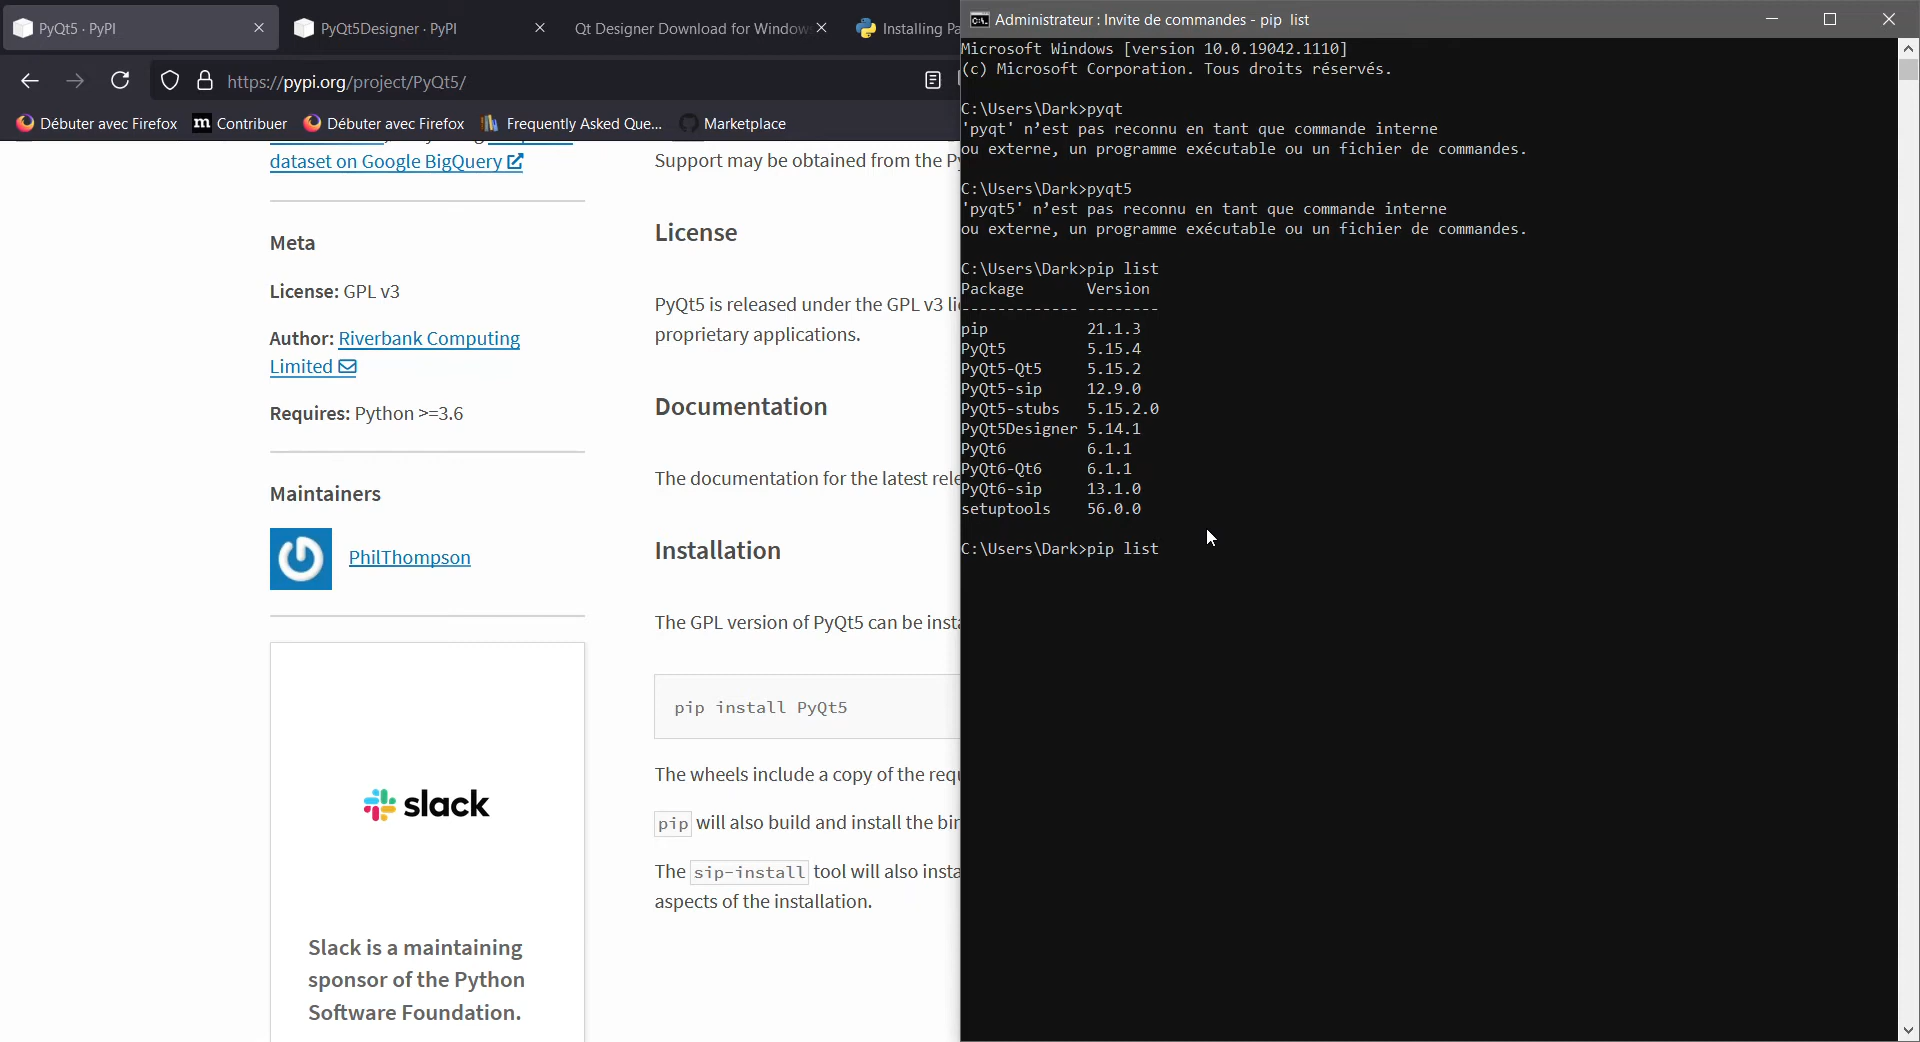 PyQt5 · PyPI
PyQt5Designer · PyPI
Qt Designer Download for Window
Installing Pa
https://pypi.org/project/PyQt5/
Débuter avec Firefox
m Contribuer
Débuter avec Firefox
Frequently Asked Que...
Marketplace
dataset on Google BigQuery
Meta
License: GPL v3
Author: Riverbank Computing
Limited
Requires: Python >=3.6
Maintainers
PhilThompson
slack
Slack is a maintaining
sponsor of the Python
Software Foundation.
Support may be obtained from the Py
License
PyQt5 is released under the GPL v3 li
proprietary applications.
Documentation
The documentation for the latest rele
Installation
The GPL version of PyQt5 can be insta
pip install PyQt5
The wheels include a copy of the requ
pip will also build and install the bin
The sip-install tool will also insta
aspects of the installation.
Administrateur : Invite de commandes - pip list
Microsoft Windows [version 10.0.19042.1110]
(c) Microsoft Corporation. Tous droits réservés.
C:\Users\Dark>pyqt
'pyqt' n’est pas reconnu en tant que commande interne
ou externe, un programme exécutable ou un fichier de commandes.
C:\Users\Dark>pyqt5
'pyqt5' n’est pas reconnu en tant que commande interne
ou externe, un programme exécutable ou un fichier de commandes.
C:\Users\Dark>pip list
Package Version
------------- --------
pip 21.1.3
PyQt5 5.15.4
PyQt5-Qt5 5.15.2
PyQt5-sip 12.9.0
PyQt5-stubs 5.15.2.0
PyQt5Designer 5.14.1
PyQt6 6.1.1
PyQt6-Qt6 6.1.1
PyQt6-sip 13.1.0
setuptools 56.0.0
C:\Users\Dark>pip list